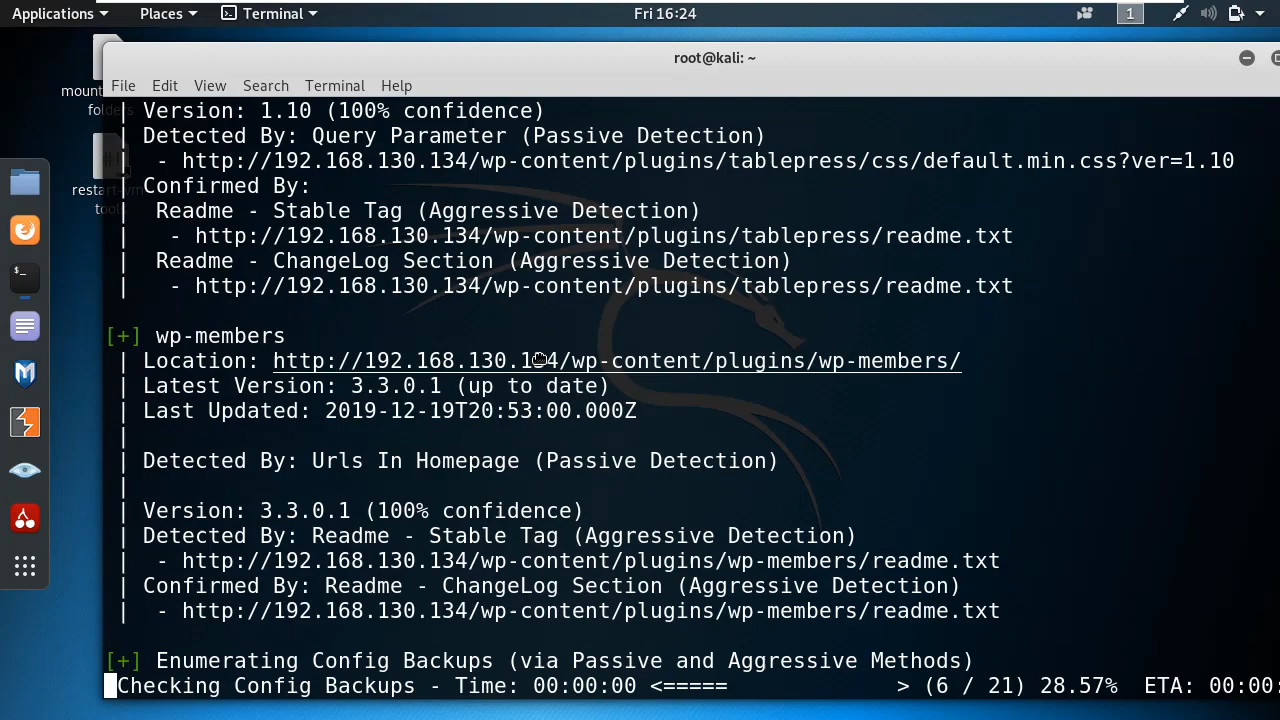 Applications Places Terminal Fri 16:24 1
root@kali: ~
File Edit View Search Terminal Help
| Version: 1.10 (100% confidence)
| Detected By: Query Parameter (Passive Detection)
|  - http://192.168.130.134/wp-content/plugins/tablepress/css/default.min.css?ver=1.10
| Confirmed By:
|  Readme - Stable Tag (Aggressive Detection)
|   - http://192.168.130.134/wp-content/plugins/tablepress/readme.txt
|  Readme - ChangeLog Section (Aggressive Detection)
|   - http://192.168.130.134/wp-content/plugins/tablepress/readme.txt
[+] wp-members
| Location: http://192.168.130.134/wp-content/plugins/wp-members/
| Latest Version: 3.3.0.1 (up to date)
| Last Updated: 2019-12-19T20:53:00.000Z
|
| Detected By: Urls In Homepage (Passive Detection)
|
| Version: 3.3.0.1 (100% confidence)
| Detected By: Readme - Stable Tag (Aggressive Detection)
|  - http://192.168.130.134/wp-content/plugins/wp-members/readme.txt
| Confirmed By: Readme - ChangeLog Section (Aggressive Detection)
|  - http://192.168.130.134/wp-content/plugins/wp-members/readme.txt
[+] Enumerating Config Backups (via Passive and Aggressive Methods)
Checking Config Backups - Time: 00:00:00 <===== > (6 / 21) 28.57% ETA: 00:00:
mount
folders
restart-vm
tools